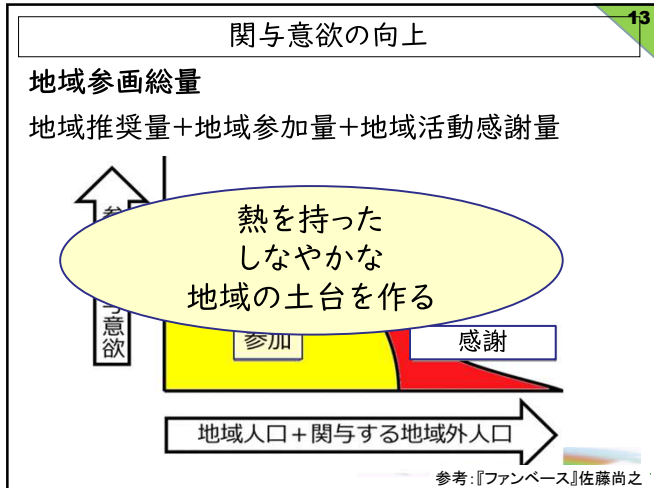 13
関与意欲の向上
地域参画総量
地域推奨量+地域参加量+地域活動感謝量
熱を持った
しなやかな
地域の土台を作る
意欲
参加
感謝
地域人口+関与する地域外人口
参考:『ファンベース』佐藤尚之